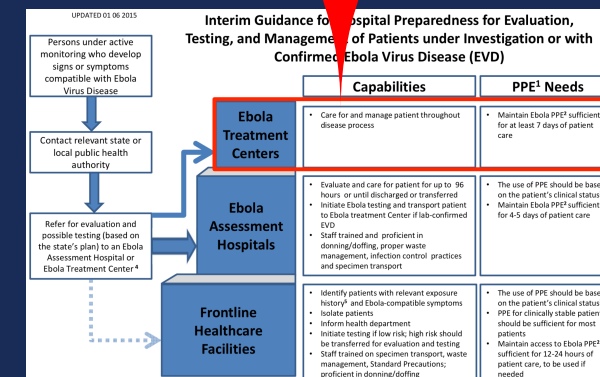 UPDATED 01 06 2015
Interim Guidance for Hospital Preparedness for Evaluation,
Testing, and Management of Patients under Investigation or with
Confirmed Ebola Virus Disease (EVD)
Persons under active
monitoring who develop
signs or symptoms
compatible with Ebola
Virus Disease
Contact relevant state or
local public health
authority
Refer for evaluation and
possible testing (based on
the state's plan) to an Ebola
Assessment Hospital or
Ebola Treatment Center ⁴
Capabilities
PPE¹ Needs
Ebola
Treatment
Centers
• Care for and manage patient throughout
disease process
• Maintain Ebola PPE² sufficient
for at least 7 days of patient
care
Ebola
Assessment
Hospitals
• Evaluate and care for patient for up to 96
hours or until discharged or transferred
• Initiate Ebola testing and transport patient
to Ebola treatment Center if lab-confirmed
EVD
• Staff trained and proficient in
donning/doffing, proper waste
management, infection control practices
and specimen transport
• The use of PPE should be base
on the patient's clinical status
• Maintain Ebola PPE² sufficient
for 4-5 days of patient care
Frontline
Healthcare
Facilities
• Identify patients with relevant exposure
history⁵ and Ebola-compatible symptoms
• Isolate patients
• Inform health department
• Initiate testing if low risk; high risk should
be transferred for evaluation and testing
• Staff trained on specimen transport, waste
management, Standard Precautions;
proficient in donning/doffing
• The use of PPE should be base
on the patient's clinical status
• PPE for clinically stable patient
should be sufficient for most
patients
• Maintain access to Ebola PPE²
sufficient for 12-24 hours of
patient care, to be used if
needed